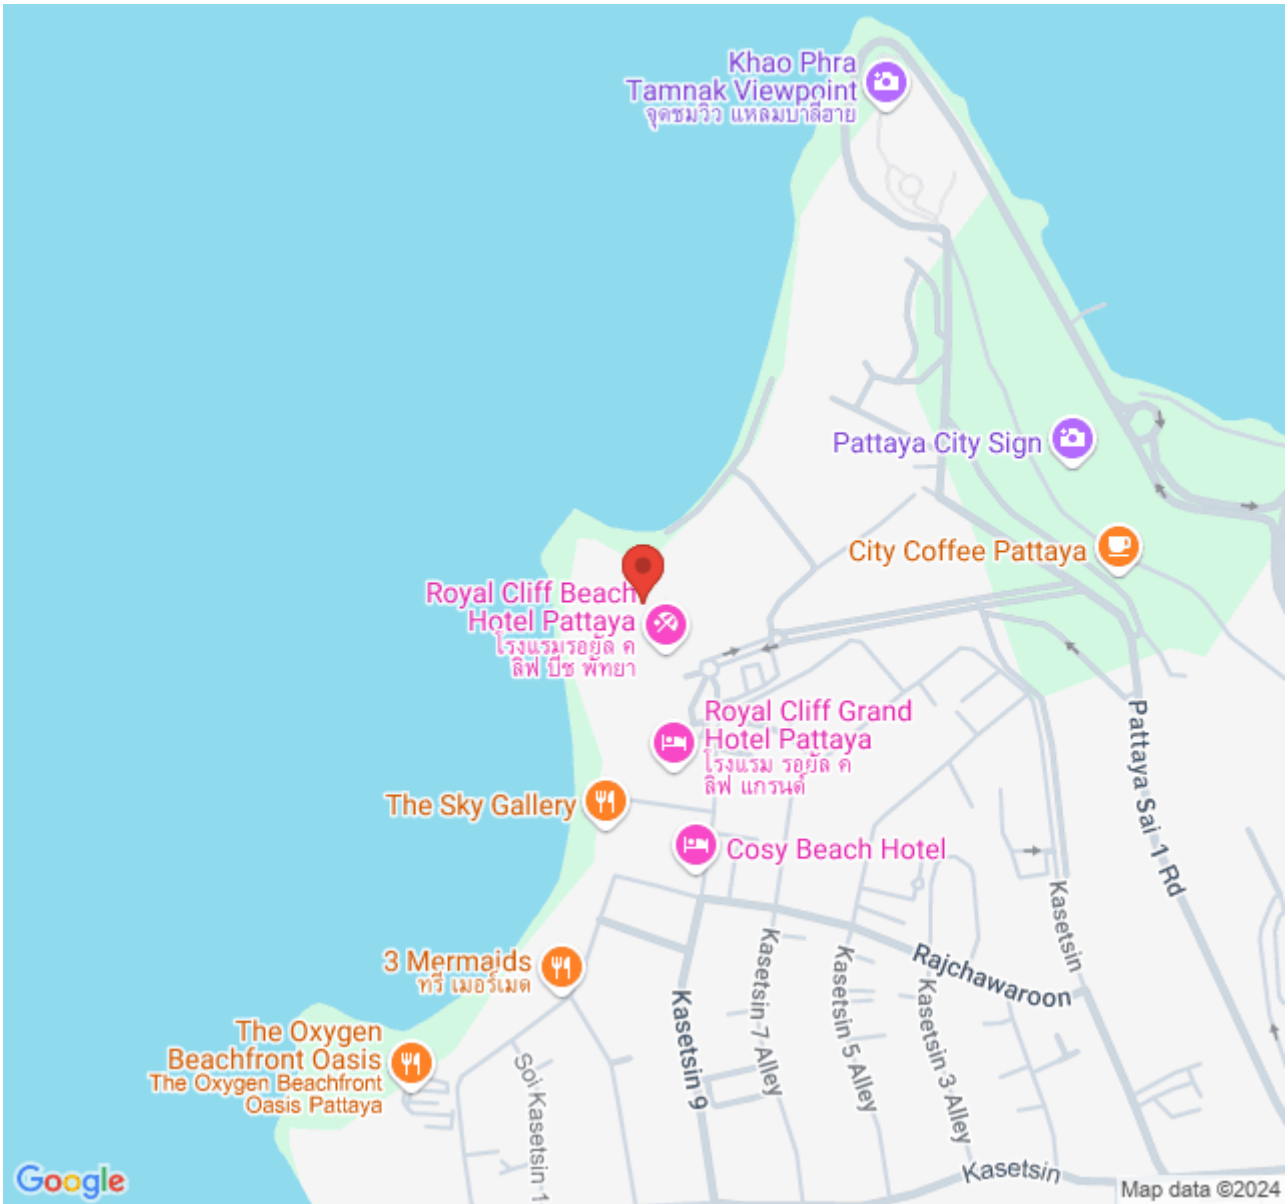 Khao Phra
Tamnak Viewpoint
จุดชมวิว แหลมบาลีฮาย
Pattaya City Sign
City Coffee Pattaya
Royal Cliff Beach
Hotel Pattaya
โรงแรมรอยัล ค
ลิฟ บีช พัทยา
Royal Cliff Grand
Hotel Pattaya
โรงแรม รอยัล ค
ลิฟ แกรนด์
The Sky Gallery
Cosy Beach Hotel
Pattaya Sai 1 Rd
Kasetsin
Rajchawaroon
3 Mermaids
ทรี เมอร์เมด
Kasetsin 9
Kasetsin 7 Alley
Kasetsin 5 Alley
Kasetsin 3 Alley
The Oxygen
Beachfront Oasis
The Oxygen Beachfront
Oasis Pattaya
Soi Kasetsin 1
Kasetsin
Google
Map data ©2024